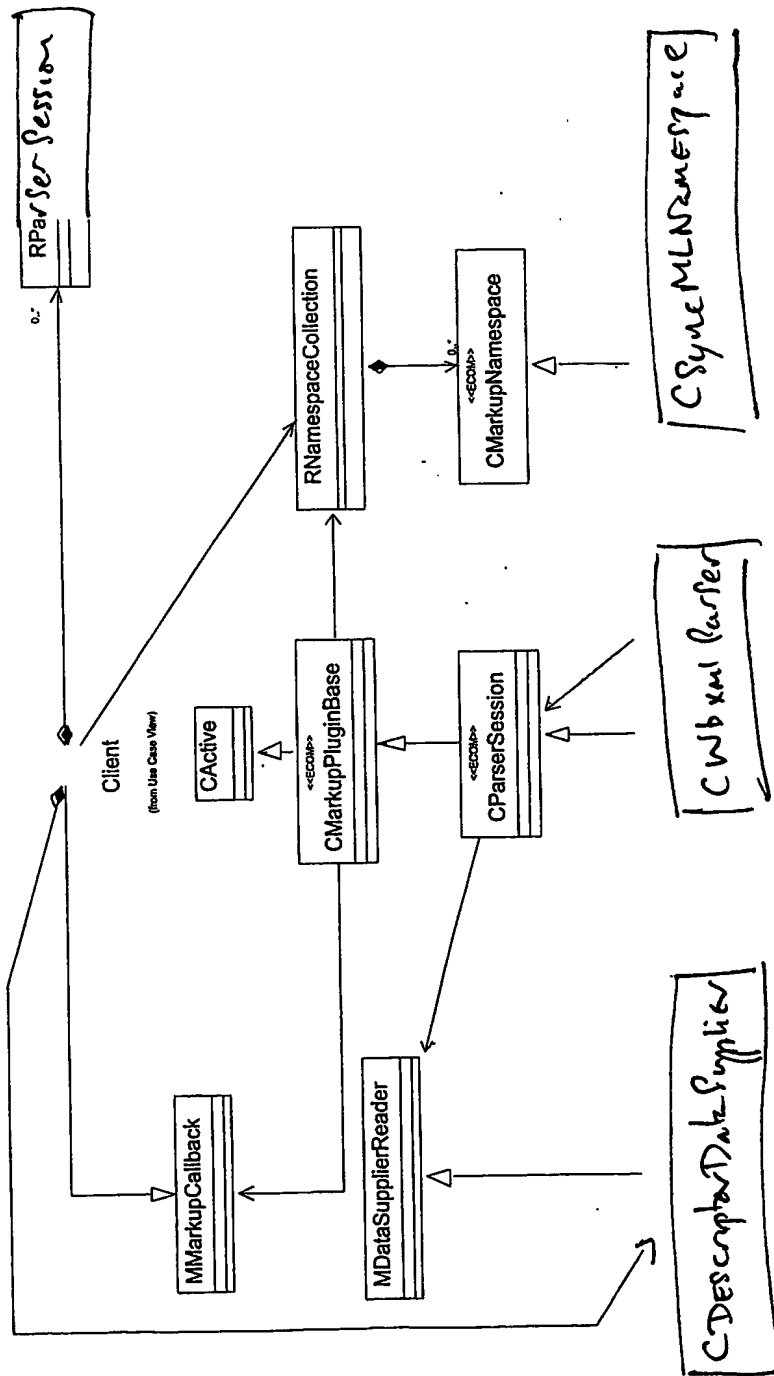 RParserSession
0..*
Client
(from Use Case View)
CActive
MMarkupCallback
<<ECOM>>
CMarkupPluginBase
RNamespaceCollection
MDataSupplierReader
<<ECOM>>
CParserSession
<<ECOM>>
CMarkupNamespace
0..*
CDescriptorDataSupplier
CWbxmlParser
CSyncMLNamespace